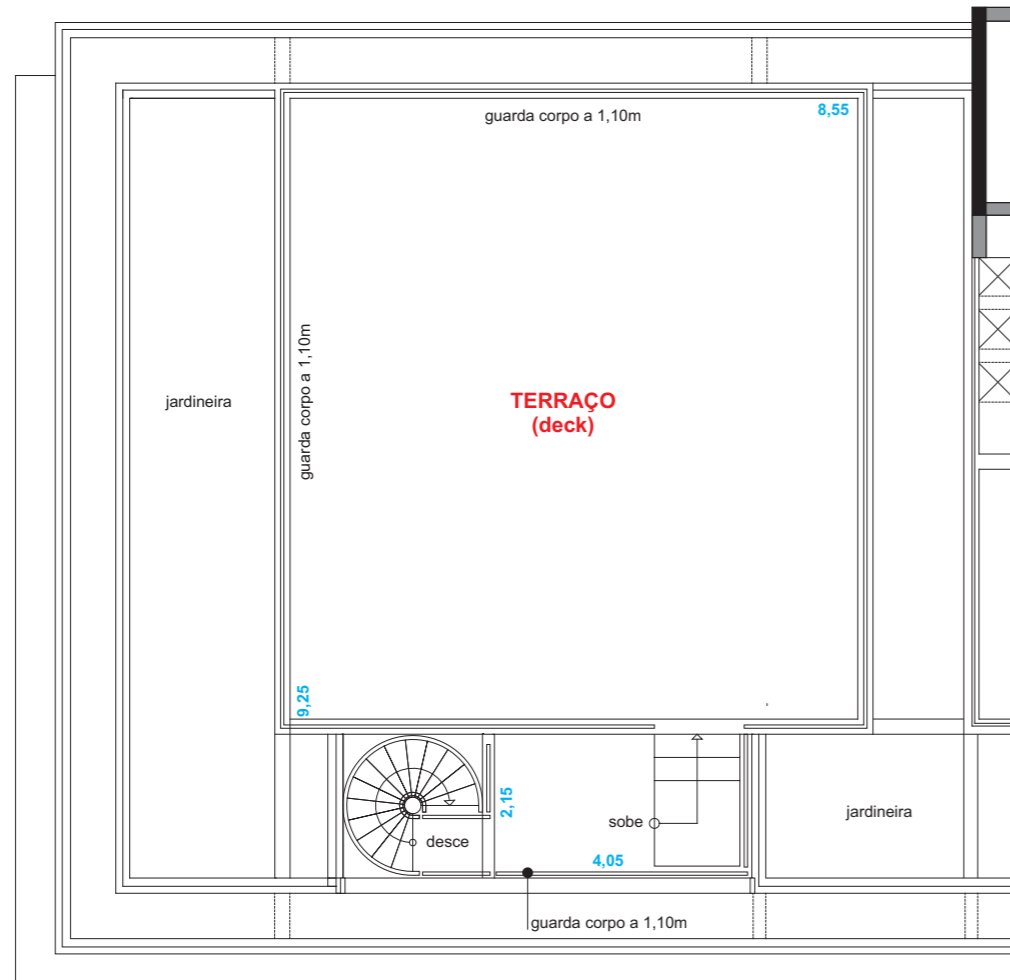 guarda corpo a 1,10m
8,55
guarda corpo a 1,10m
jardineira
TERRAÇO
(deck)
9,25
2,15
sobe
jardineira
desce
4,05
guarda corpo a 1,10m